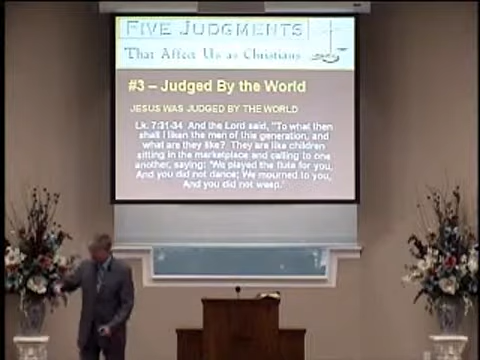 FIVE JUDGMENTS
That Affect Us as Christians
#3 – Judged By the World
JESUS WAS JUDGED BY THE WORLD
Lk. 7:31-34 And the Lord said, "To what then
shall I liken the men of this generation, and
what are they like? They are like children
sitting in the marketplace and calling to one
another, saying: 'We played the flute for you,
And you did not dance; We mourned to you,
And you did not weep.'